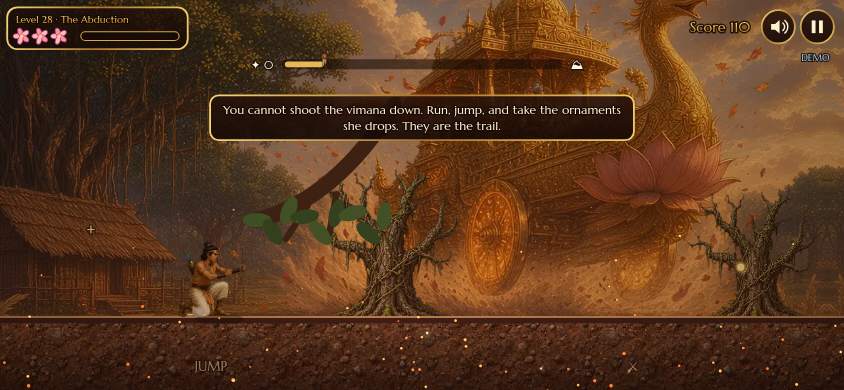 Level 28 · The Abduction
Score 110
DEMO
You cannot shoot the vimana down. Run, jump, and take the ornaments
she drops. They are the trail.
JUMP